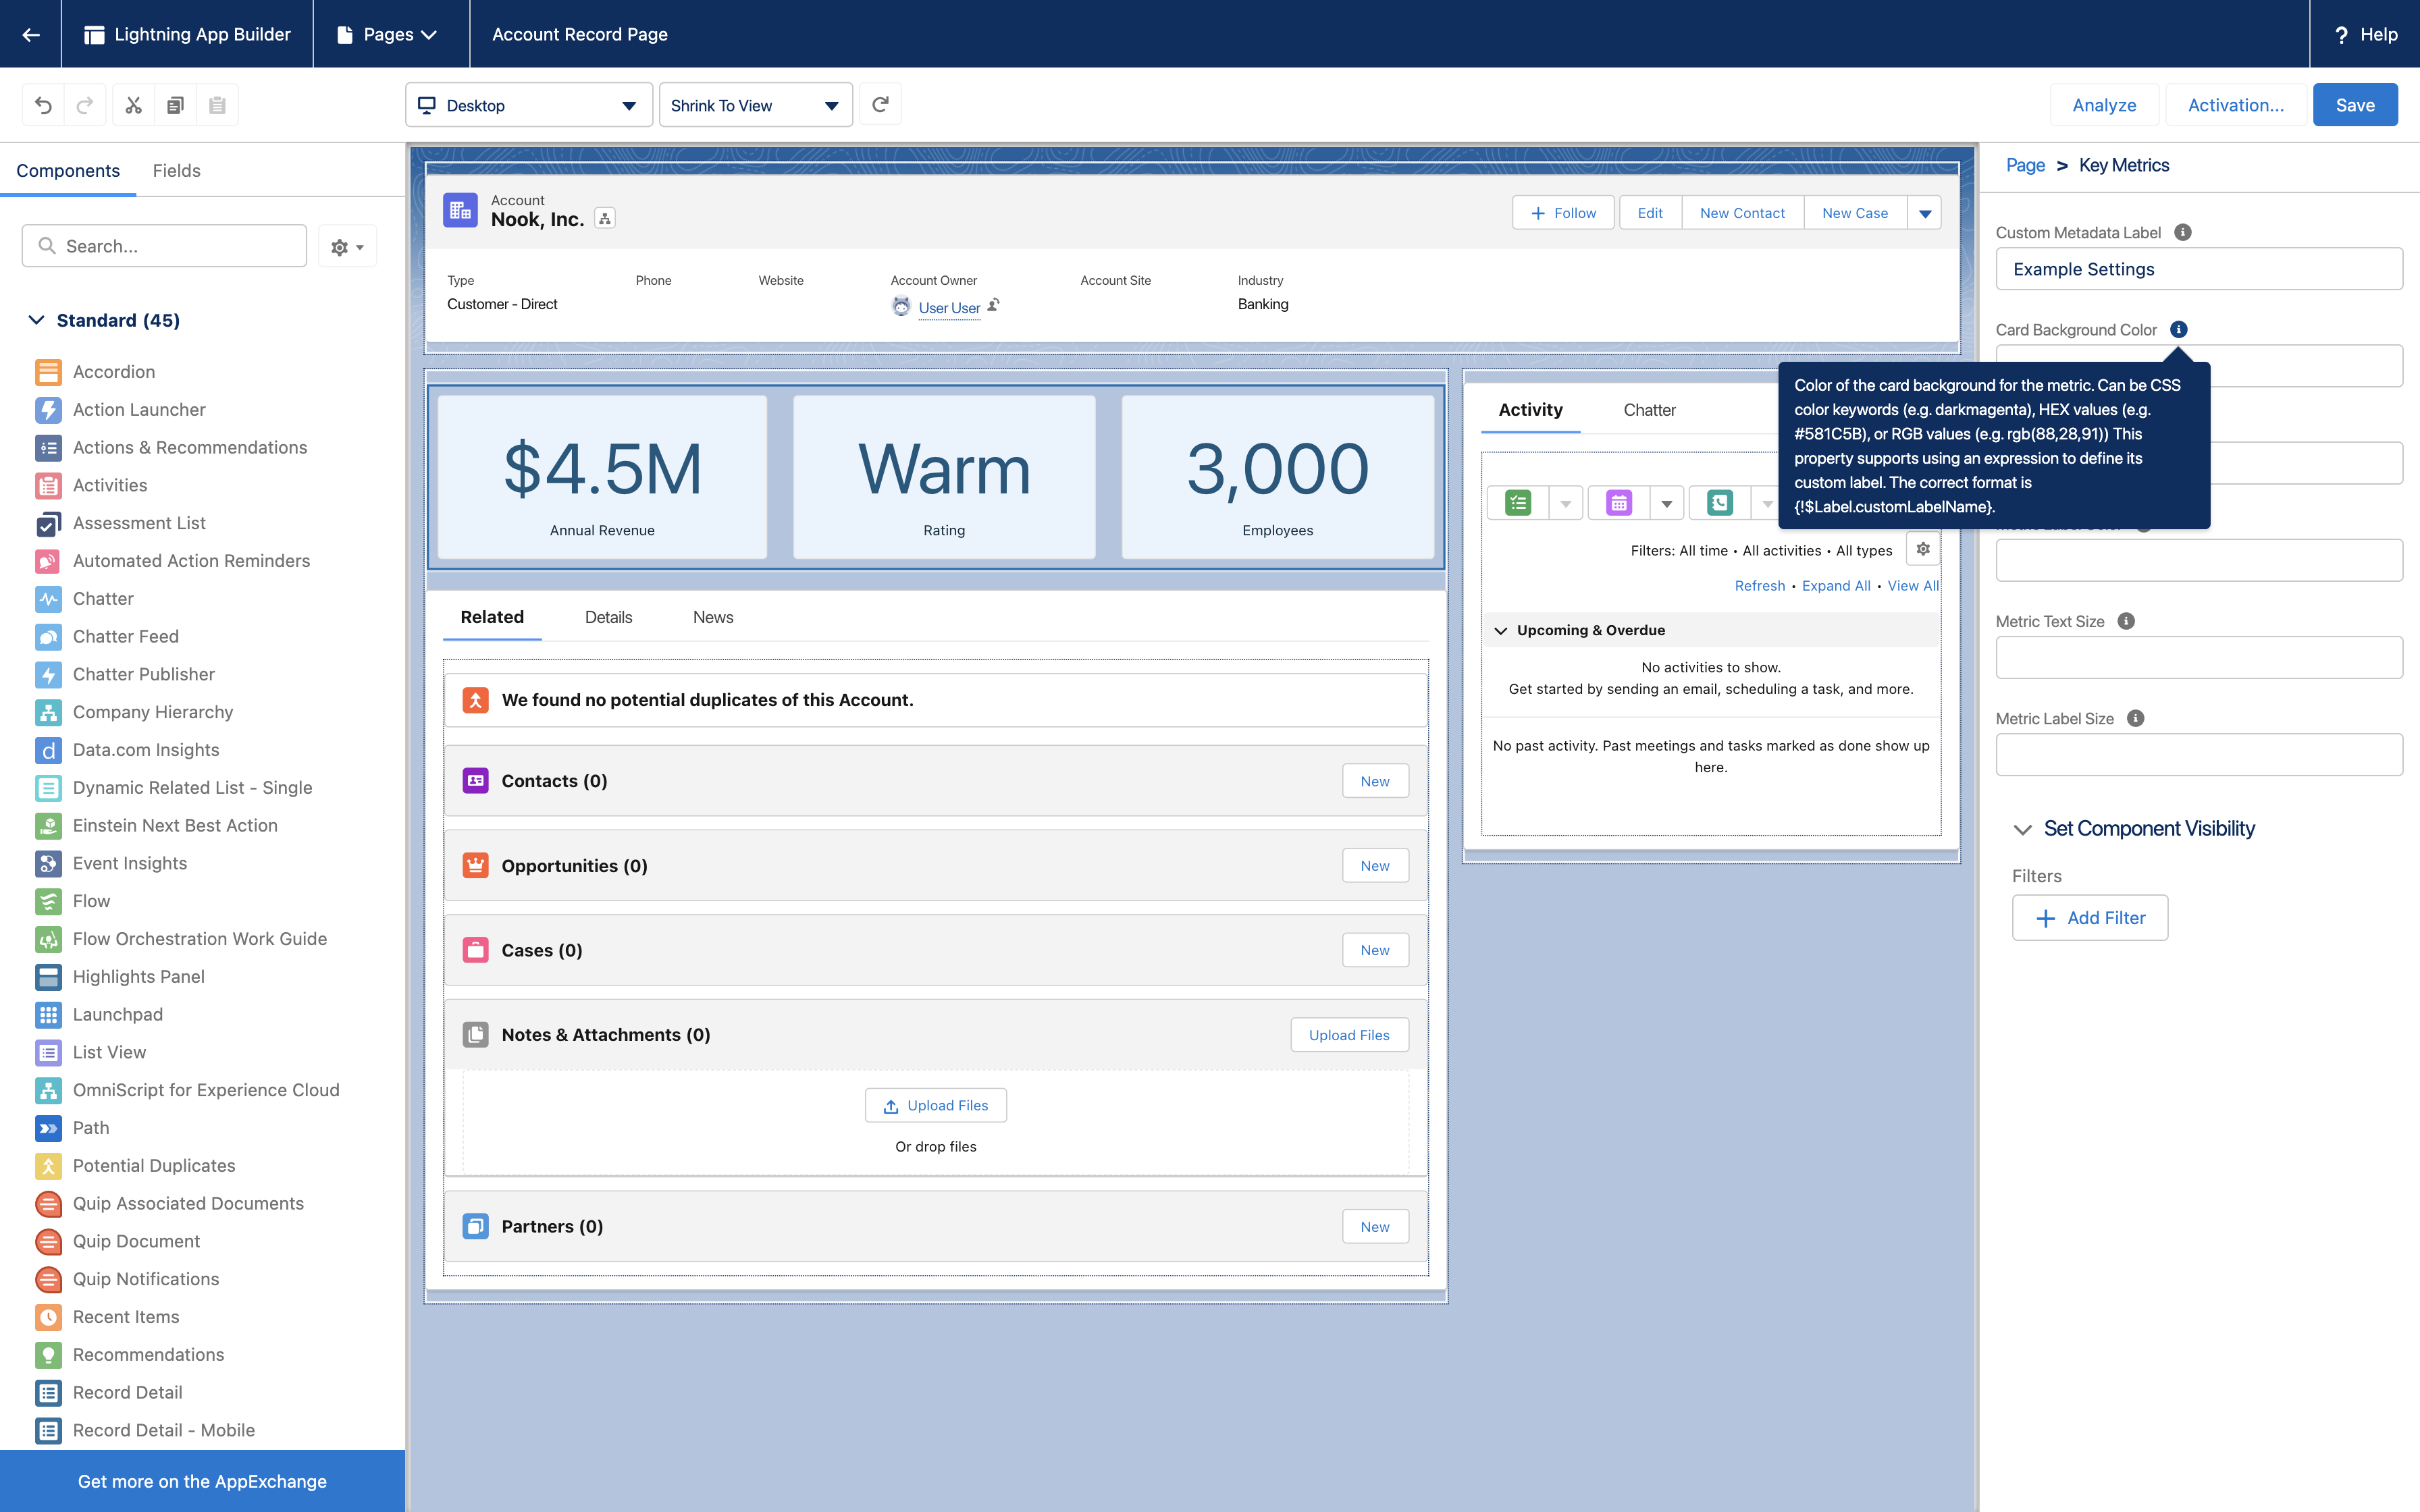 Lightning App Builder
Pages
Account Record Page
? Help
Desktop
Shrink To View
Analyze
Activation...
Save
Components
Fields
Search...
Standard (45)
Accordion
Action Launcher
Actions & Recommendations
Activities
Assessment List
Automated Action Reminders
Chatter
Chatter Feed
Chatter Publisher
Company Hierarchy
Data.com Insights
Dynamic Related List - Single
Einstein Next Best Action
Event Insights
Flow
Flow Orchestration Work Guide
Highlights Panel
Launchpad
List View
OmniScript for Experience Cloud
Path
Potential Duplicates
Quip Associated Documents
Quip Document
Quip Notifications
Recent Items
Recommendations
Record Detail
Record Detail - Mobile
Get more on the AppExchange
Account
Nook, Inc.
Follow
Edit
New Contact
New Case
Type
Customer - Direct
Phone
Website
Account Owner
User User
Account Site
Industry
Banking
$4.5M
Annual Revenue
Warm
Rating
3,000
Employees
Related
Details
News
We found no potential duplicates of this Account.
Contacts (0)
New
Opportunities (0)
New
Cases (0)
New
Notes & Attachments (0)
Upload Files
Upload Files
Or drop files
Partners (0)
New
Activity
Chatter
Filters: All time • All activities • All types
Refresh • Expand All • View All
Upcoming & Overdue
No activities to show.
Get started by sending an email, scheduling a task, and more.
No past activity. Past meetings and tasks marked as done show up
here.
Page > Key Metrics
Custom Metadata Label
Example Settings
Card Background Color
Color of the card background for the metric. Can be CSS
color keywords (e.g. darkmagenta), HEX values (e.g.
#581C5B), or RGB values (e.g. rgb(88,28,91)) This
property supports using an expression to define its
custom label. The correct format is
{!$Label.customLabelName}.
Metric Text Size
Metric Label Size
Set Component Visibility
Filters
Add Filter